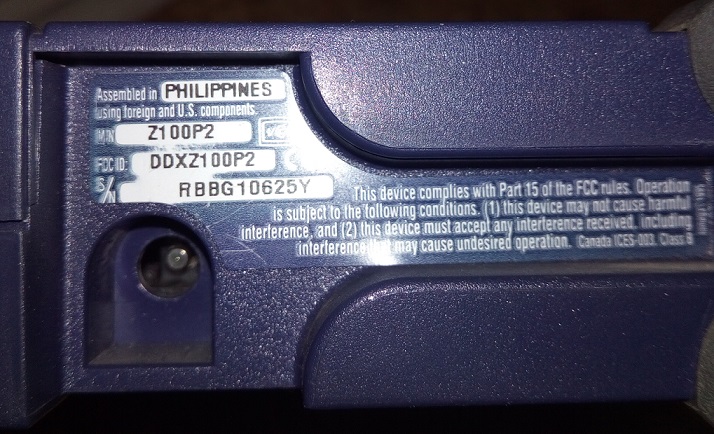 Assembled in PHILIPPINES
using foreign and U.S. components.
M/N Z100P2
FCC ID- DDXZ100P2
S/N RBBG10625Y
This device complies with Part 15 of the FCC rules. Operation
is subject to the following conditions. (1) this device may not cause harmful
interference, and (2) this device must accept any interference received. Including
interference that may cause undesired operation. Canada ICES-003. Class B